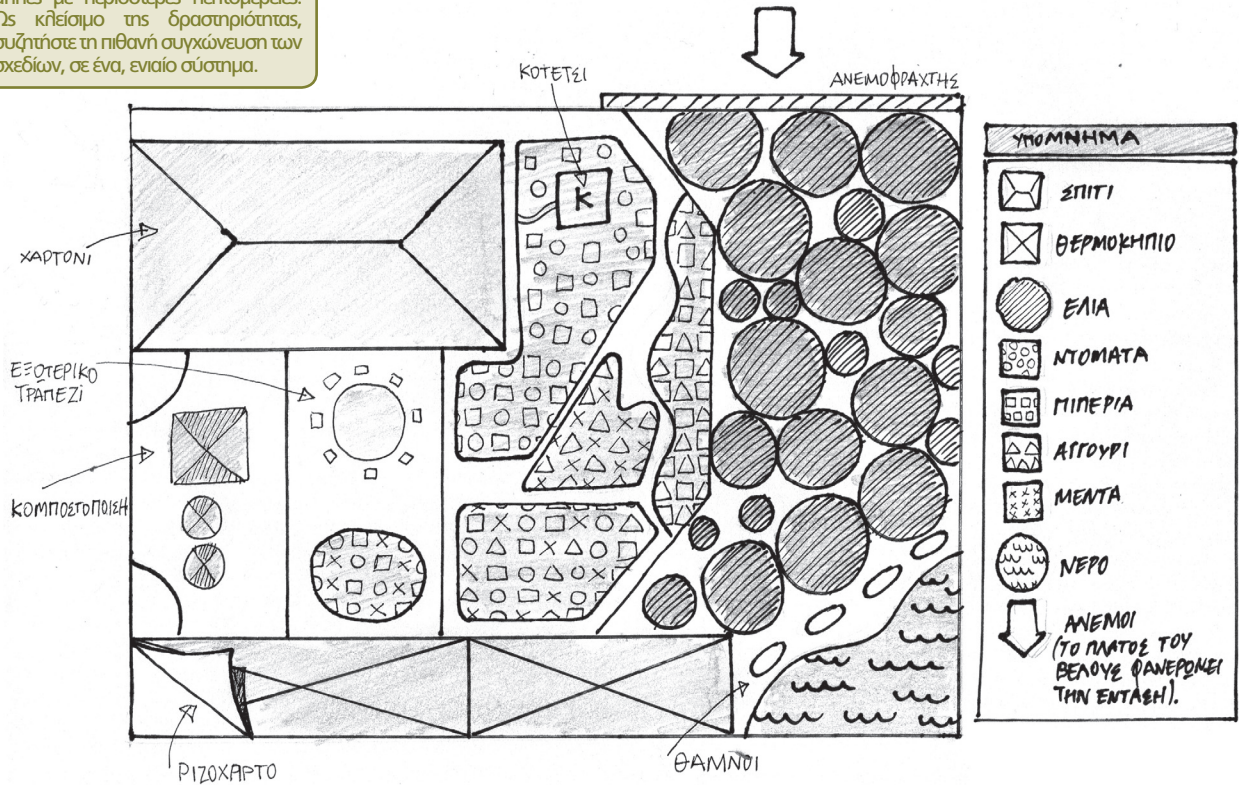 Ως κλείσιμο της δραστηριότητας,
συζητήστε τη πιθανή συγχώνευση των
σχεδίων, σε ένα, ενιαίο σύστημα.
ΚΟΤΕΤΣΙ
ΑΝΕΜΟΦΡΑΧΤΗΣ
Κ
ΧΑΡΤΟΝΙ
ΕΞΩΤΕΡΙΚΟ
ΤΡΑΠΕΖΙ
ΚΟΜΠΟΣΤΟΠΟΙΗΣΗ
ΡΙΖΟΧΑΡΤΟ
ΘΑΜΝΟΙ
ΥΠΟΜΝΗΜΑ
ΣΠΙΤΙ
ΘΕΡΜΟΚΗΠΙΟ
ΕΛΙΑ
ΝΤΟΜΑΤΑ
ΠΙΠΕΡΙΑ
ΑΓΓΟΥΡΙ
ΜΕΝΤΑ
ΝΕΡΟ
ΑΝΕΜΟΙ
(ΤΟ ΠΛΑΤΟΣ ΤΟΥ
ΒΕΛΟΥΣ ΦΑΝΕΡΩΝΕΙ
ΤΗΝ ΕΝΤΑΣΗ).